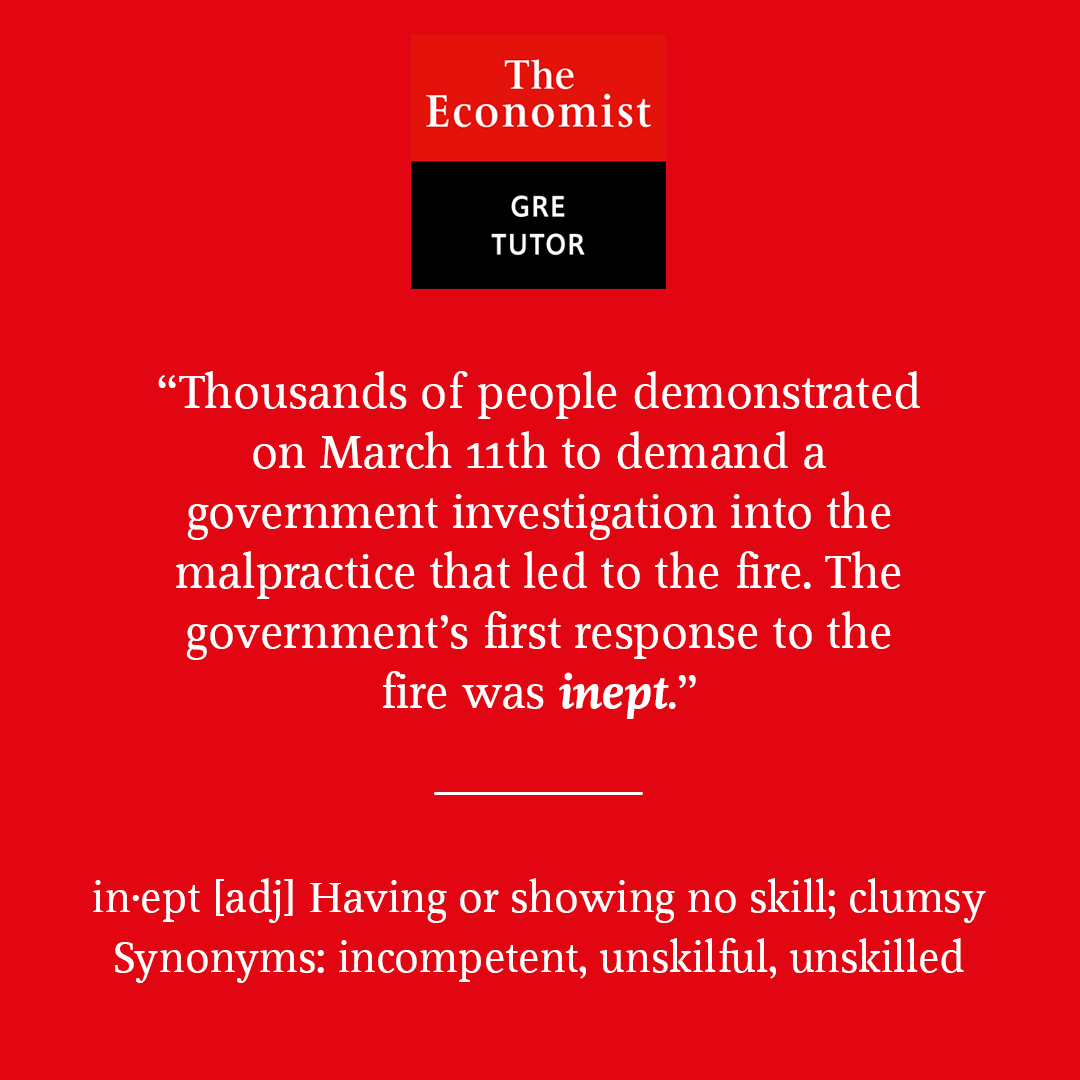 The
Economist
GRE
TUTOR
“Thousands of people demonstrated
on March 11th to demand a
government investigation into the
malpractice that led to the fire. The
government’s first response to the
fire was inept.”
in·ept [adj] Having or showing no skill; clumsy
Synonyms: incompetent, unskilful, unskilled